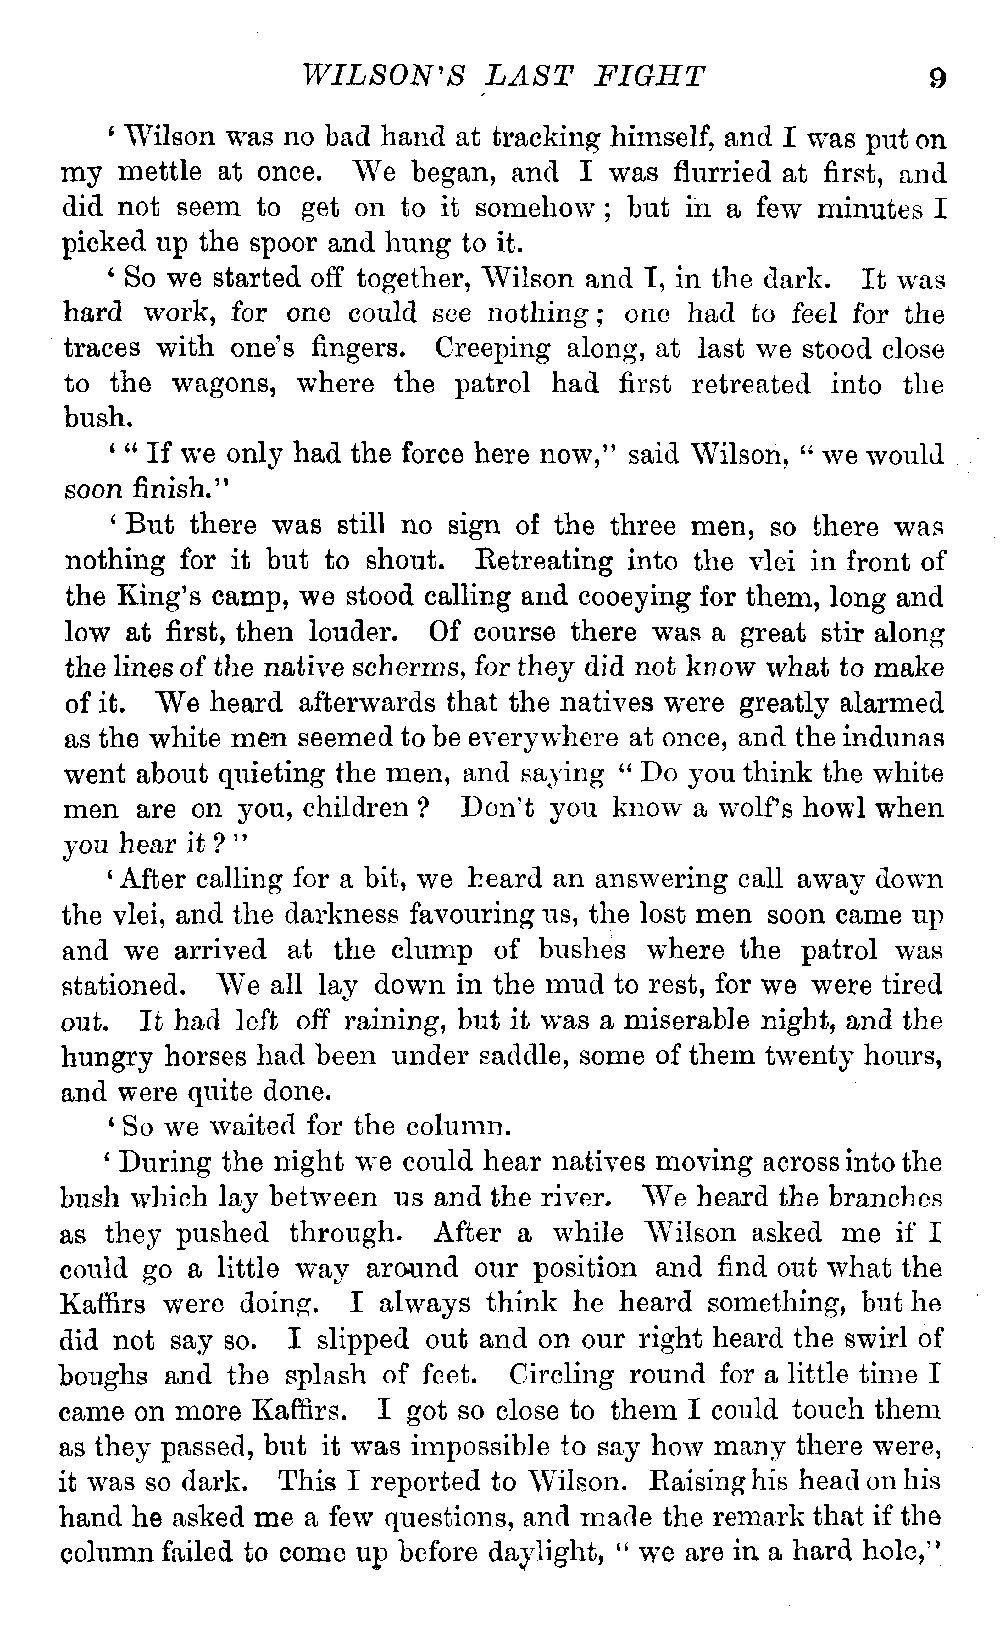 WILSON'S LAST FIGHT 9
' Wilson was no bad hand at tracking himself, and I was put on
my mettle at once. We began, and I was flurried at first, and
did not seem to get on to it somehow ; but in a few minutes I
picked up the spoor and hung to it.
' So we started off together, Wilson and I, in the dark. It was
hard work, for one could see nothing ; one had to feel for the
traces with one's fingers. Creeping along, at last we stood close
to the wagons, where the patrol had first retreated into the
bush.
' " If we only had the force here now," said Wilson, " we would
soon finish."
' But there was still no sign of the three men, so there was
nothing for it but to shout. Retreating into the vlei in front of
the King's camp, we stood calling and cooeying for them, long and
low at first, then louder. Of course there was a great stir along
the lines of the native scherms, for they did not know what to make
of it. We heard afterwards that the natives were greatly alarmed
as the white men seemed to be everywhere at once, and the indunas
went about quieting the men, and saying " Do you think the white
men are on you, children ? Don't you know a wolf's howl when
you hear it ? "
' After calling for a bit, we heard an answering call away down
the vlei, and the darkness favouring us, the lost men soon came up
and we arrived at the clump of bushes where the patrol was
stationed. We all lay down in the mud to rest, for we were tired
out. It had left off raining, but it was a miserable night, and the
hungry horses had been under saddle, some of them twenty hours,
and were quite done.
' So we waited for the column.
' During the night we could hear natives moving across into the
bush which lay between us and the river. We heard the branches
as they pushed through. After a while Wilson asked me if I
could go a little way around our position and find out what the
Kaffirs were doing. I always think he heard something, but he
did not say so. I slipped out and on our right heard the swirl of
boughs and the splash of feet. Circling round for a little time I
came on more Kaffirs. I got so close to them I could touch them
as they passed, but it was impossible to say how many there were,
it was so dark. This I reported to Wilson. Raising his head on his
hand he asked me a few questions, and made the remark that if the
column failed to come up before daylight, " we are in a hard hole,"